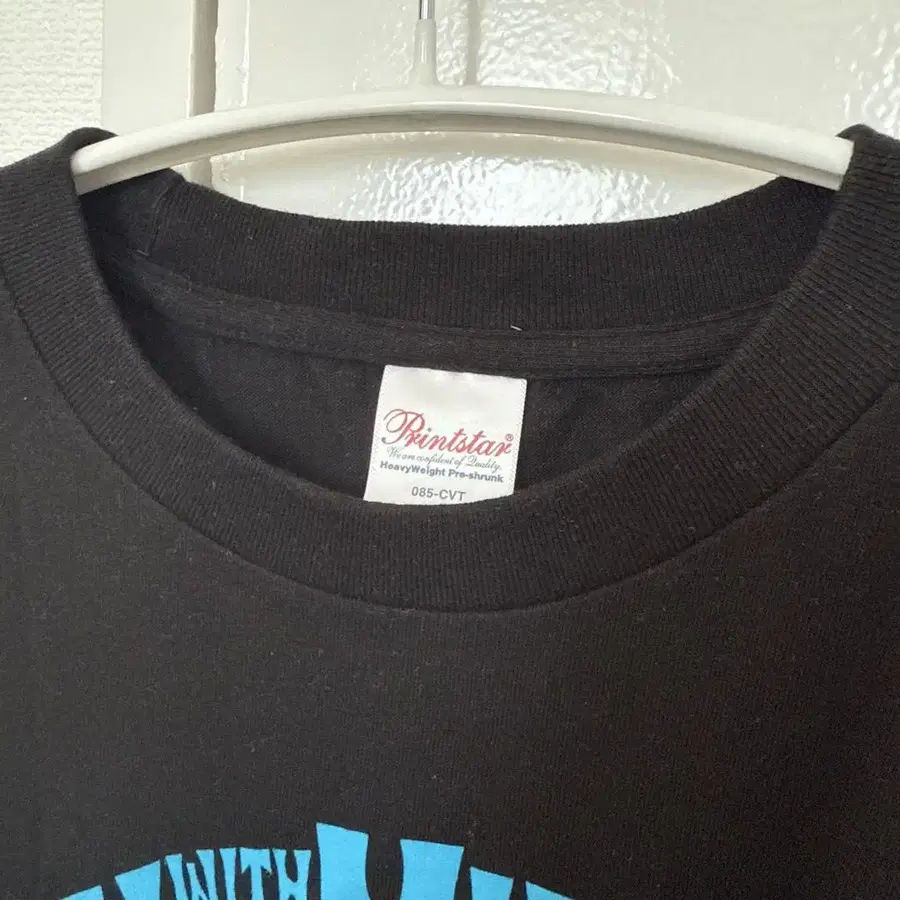 Printstar®
We are confident of Quality.
HeavyWeight Pre-shrunk
085-CVT
WITH